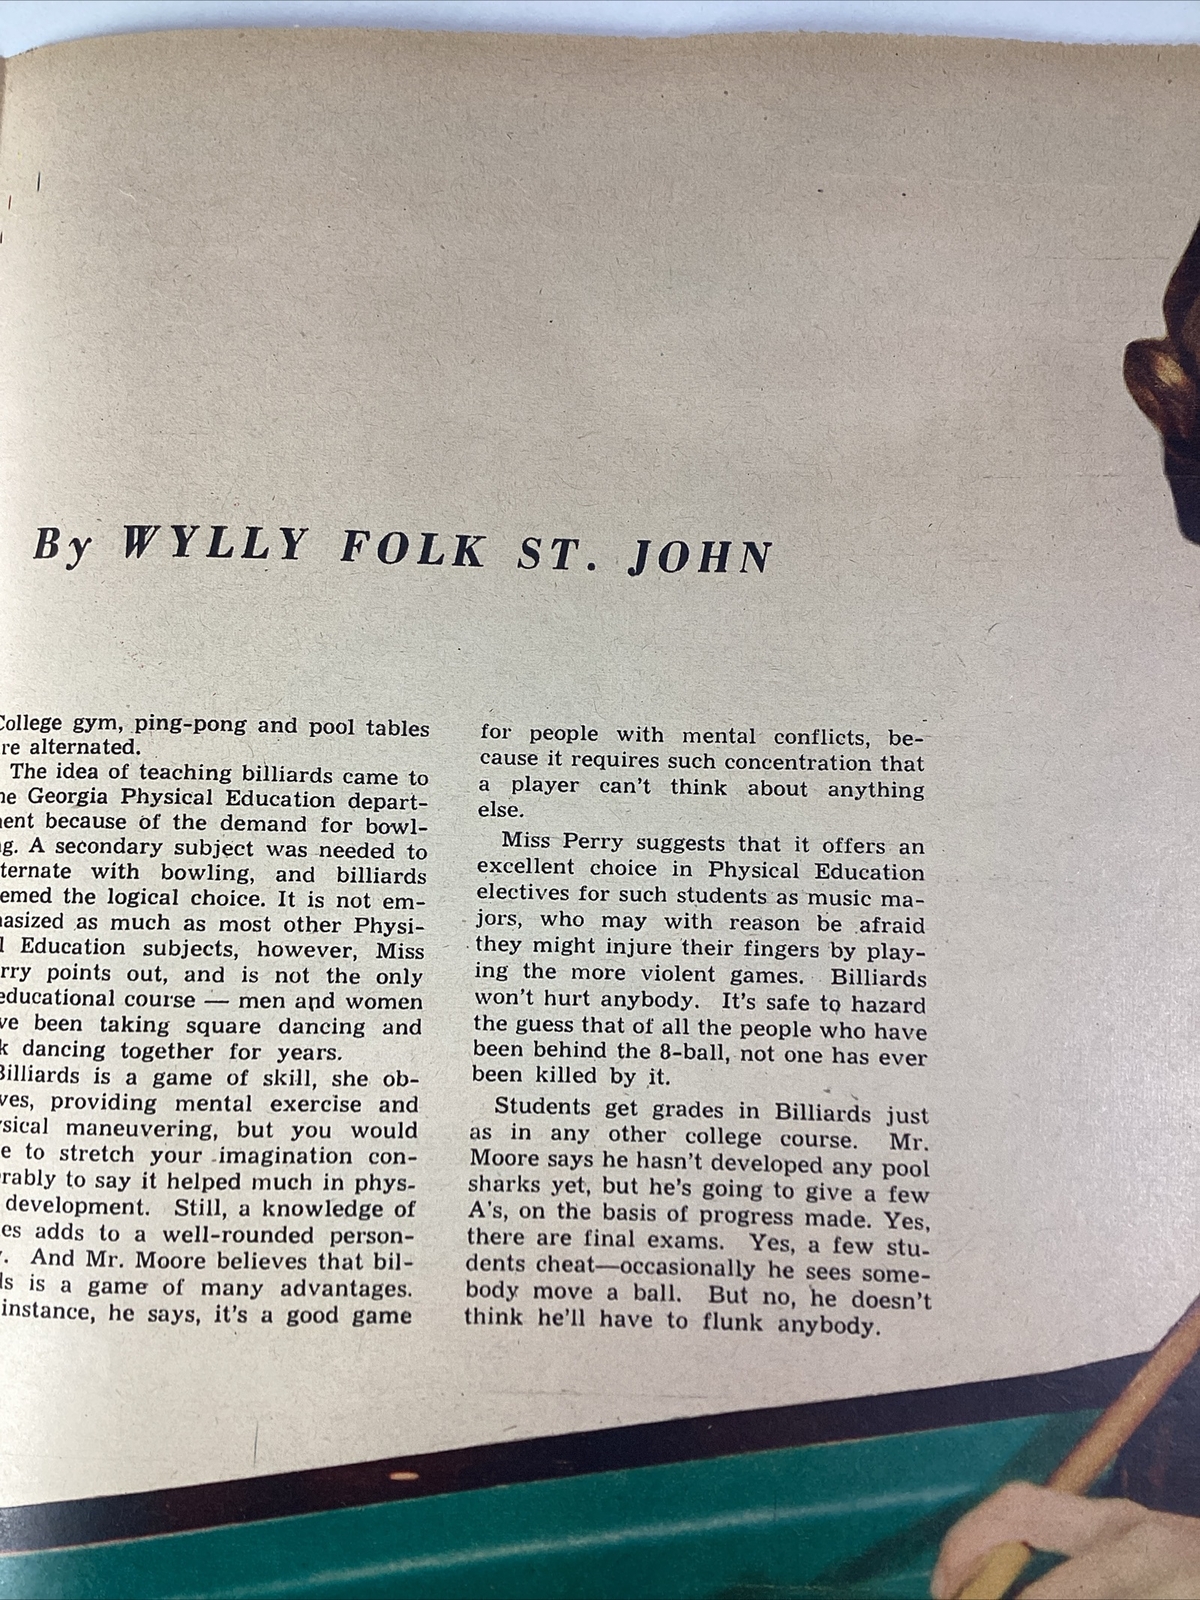 By WYLLY FOLK ST. JOHN
College gym, ping-pong and pool tables
re alternated.
The idea of teaching billiards came to
he Georgia Physical Education depart-
ent because of the demand for bowl-
g. A secondary subject was needed to
ternate with bowling, and billiards
emed the logical choice. It is not em-
hasized as much as most other Physi-
l Education subjects, however, Miss
rry points out, and is not the only
educational course — men and women
ve been taking square dancing and
k dancing together for years.
Billiards is a game of skill, she ob-
ves, providing mental exercise and
ysical maneuvering, but you would
e to stretch your imagination con-
rably to say it helped much in phys-
development. Still, a knowledge of
es adds to a well-rounded person-
. And Mr. Moore believes that bil-
ds is a game of many advantages.
instance, he says, it's a good game
for people with mental conflicts, be-
cause it requires such concentration that
a player can't think about anything
else.
Miss Perry suggests that it offers an
excellent choice in Physical Education
electives for such students as music ma-
jors, who may with reason be afraid
they might injure their fingers by play-
ing the more violent games. Billiards
won't hurt anybody. It's safe to hazard
the guess that of all the people who have
been behind the 8-ball, not one has ever
been killed by it.
Students get grades in Billiards just
as in any other college course. Mr.
Moore says he hasn't developed any pool
sharks yet, but he's going to give a few
A's, on the basis of progress made. Yes,
there are final exams. Yes, a few stu-
dents cheat—occasionally he sees some-
body move a ball. But no, he doesn't
think he'll have to flunk anybody.